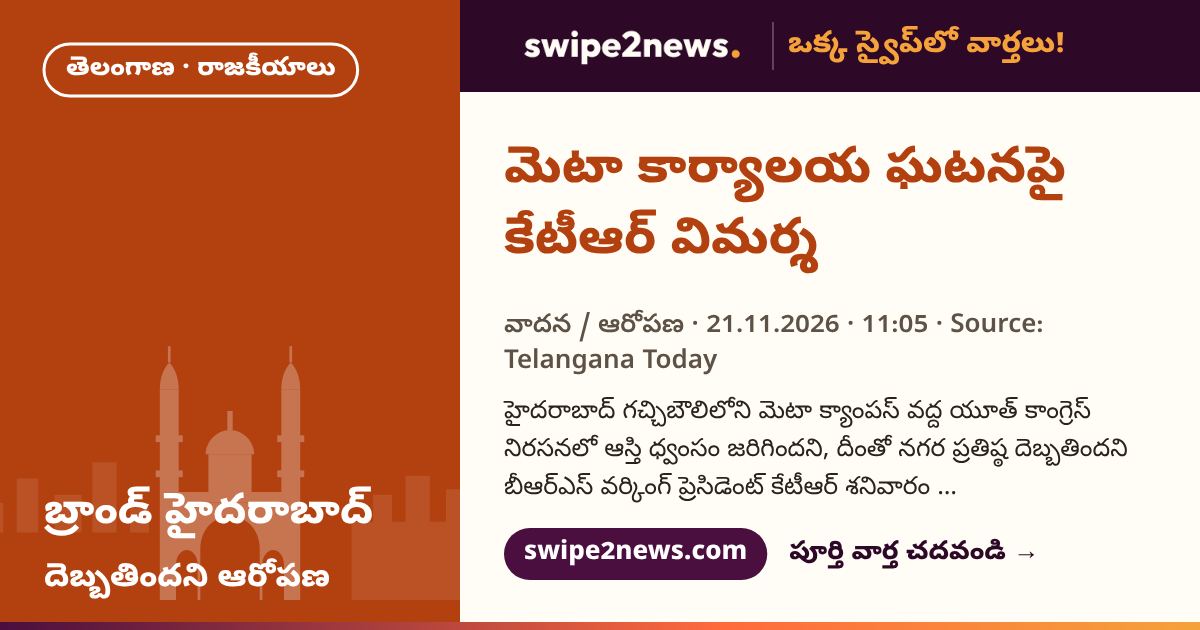 తెలంగాణ · రాజకీయాలు
బ్రాండ్ హైదరాబాద్
దెబ్బతిందని ఆరోపణ
swipe2news.
ఒక్క స్వైప్‌లో వార్తలు!
మెటా కార్యాలయ ఘటనపై
కేటీఆర్ విమర్శ
వాదన / ఆరోపణ · 21.11.2026 · 11:05 · Source:
Telangana Today
హైదరాబాద్ గచ్చిబౌలిలోని మెటా క్యాంపస్ వద్ద యూత్ కాంగ్రెస్
నిరసనలో ఆస్తి ధ్వంసం జరిగిందని, దీంతో నగర ప్రతిష్ఠ దెబ్బతిందని
బీఆర్ఎస్ వర్కింగ్ ప్రెసిడెంట్ కేటీఆర్ శనివారం ...
swipe2news.com
పూర్తి వార్త చదవండి →